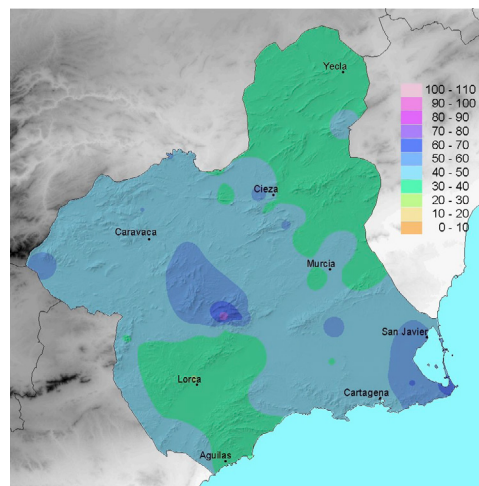 Yecla
100 - 110
90 - 100
80 - 90
70 - 80
60 - 70
50 - 60
40 - 50
30 - 40
20 - 30
10 - 20
0 - 10
Cieza
Caravaca
Murcia
San Javier
Lorca
Cartagena
Aguilas